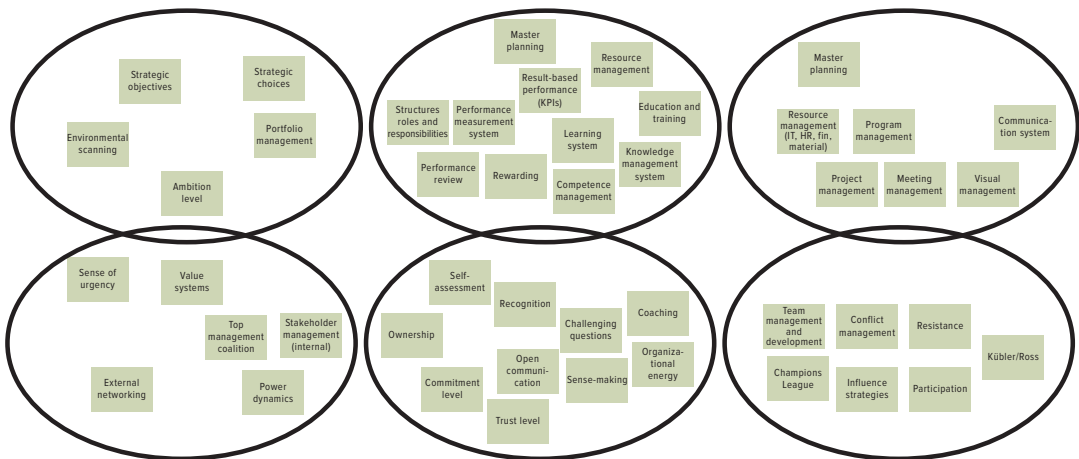 Strategic
objectives
Strategic
choices
Environmental
scanning
Portfolio
management
Ambition
level
Master
planning
Resource
management
Result-based
performance
(KPIs)
Education and
training
Structures
roles and
responsibilities
Performance
measurement
system
Learning
system
Knowledge
management
system
Performance
review
Rewarding
Competence
management
Master
planning
Resource
management
(IT, HR, fin,
material)
Program
management
Communica-
tion system
Project
management
Meeting
management
Visual
management
Sense of
urgency
Value
systems
Top
management
coalition
Stakeholder
management
(internal)
External
networking
Power
dynamics
Self-
assessment
Recognition
Coaching
Ownership
Challenging
questions
Open
communi-
cation
Organiza-
tional
energy
Commitment
level
Sense-making
Trust level
Team
management
and
development
Conflict
management
Resistance
Kübler/Ross
Champions
League
Influence
strategies
Participation